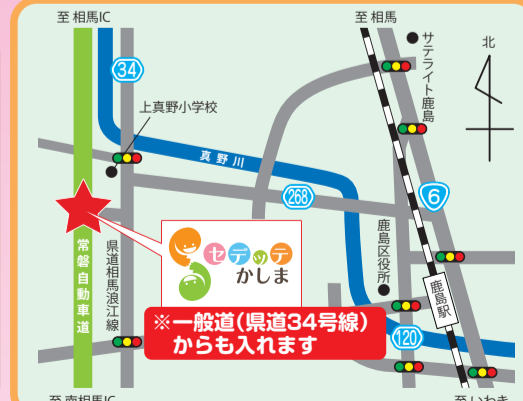 至 相馬IC
至 相馬
34
サテライト鹿島
北
上真野小学校
真野川
268
6
セデッテ
かしま
鹿島区役所
鹿島駅
常磐自動車道
県道相馬浪江線
※一般道(県道34号線)
からも入れます
120
至 南相馬IC
至 いわき